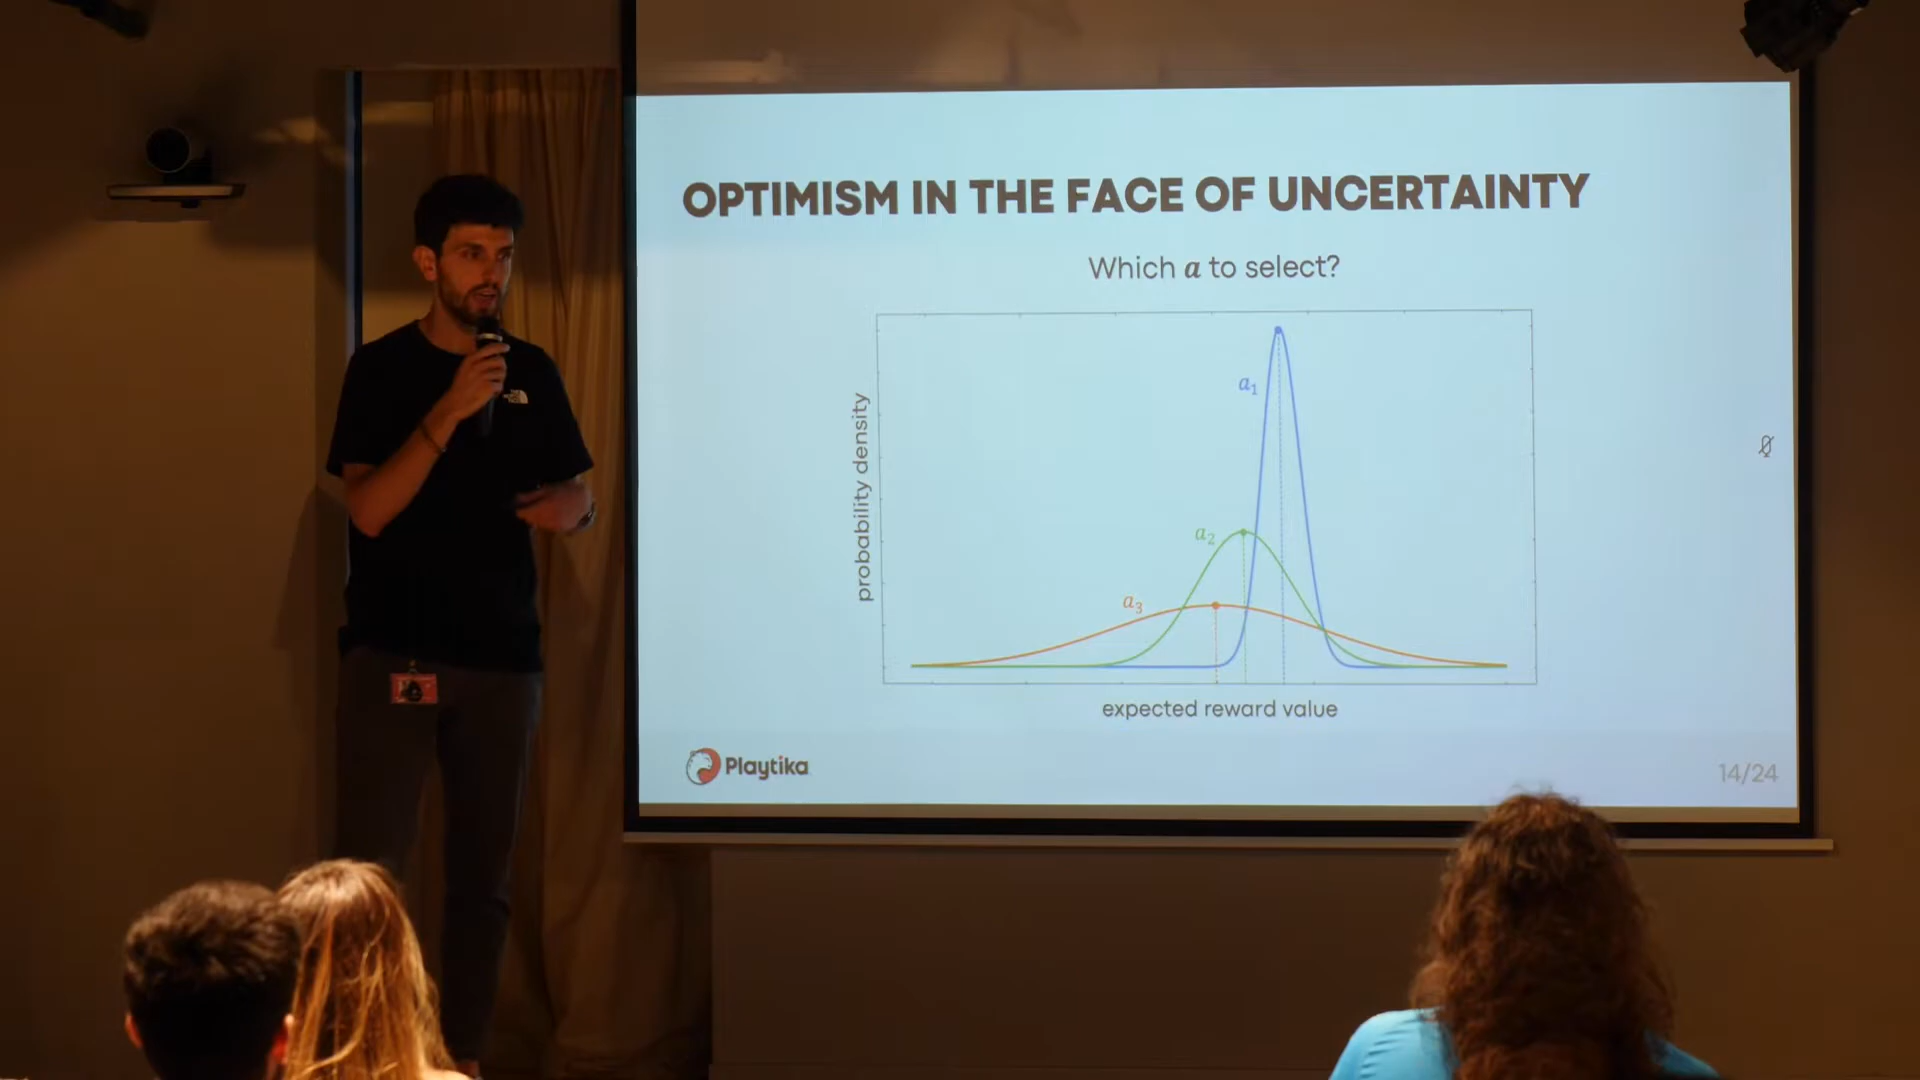 OPTIMISM IN THE FACE OF UNCERTAINTY
Which a to select?
probability density
a₁
a₂
a₃
expected reward value
Playtika
14/24